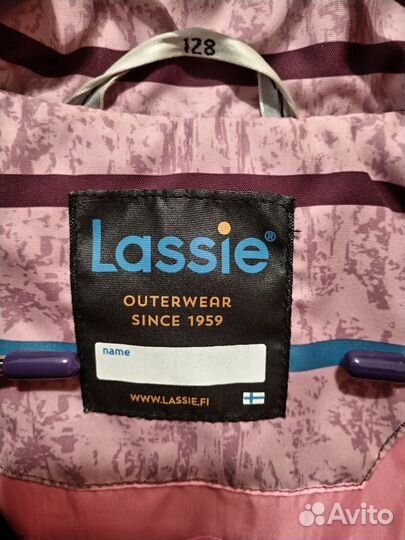 128
Lassie®
OUTERWEAR
SINCE 1959
name
WWW.LASSIE.FI
Avito